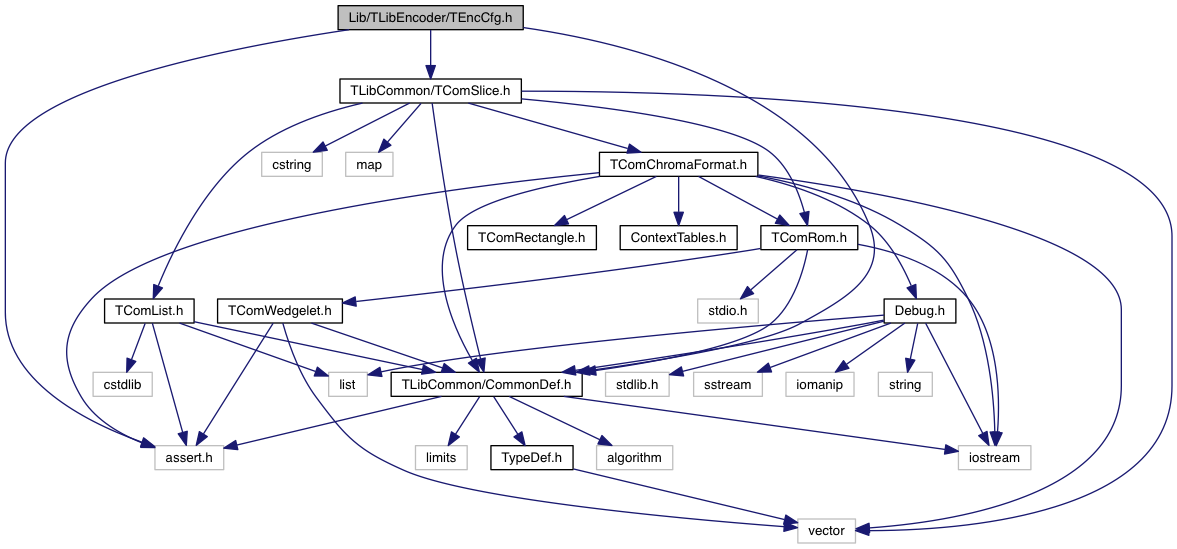 Lib/TLibEncoder/TEncCfg.h
TLibCommon/TComSlice.h
cstring
map
TComChromaFormat.h
TComRectangle.h
ContextTables.h
TComRom.h
TComList.h
TComWedgelet.h
stdio.h
Debug.h
cstdlib
list
TLibCommon/CommonDef.h
stdlib.h
sstream
iomanip
string
assert.h
limits
TypeDef.h
algorithm
iostream
vector